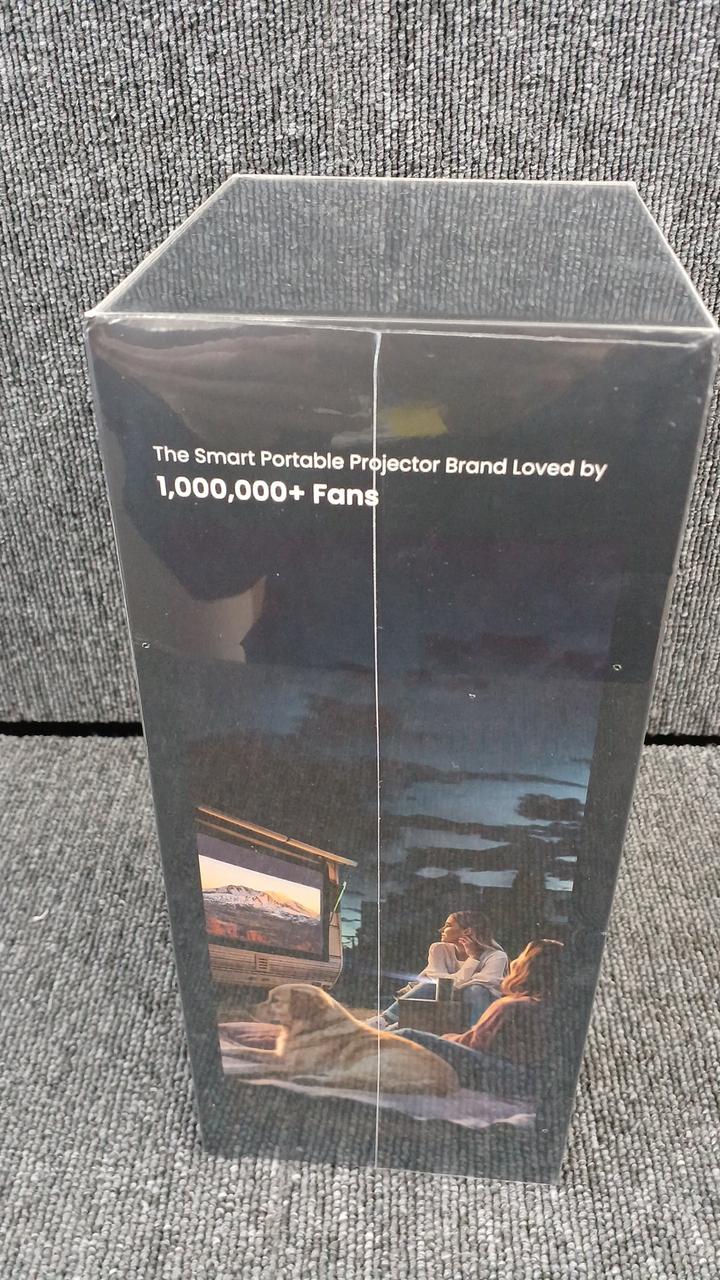 The Smart Portable Projector Brand Loved by
1,000,000+ Fans